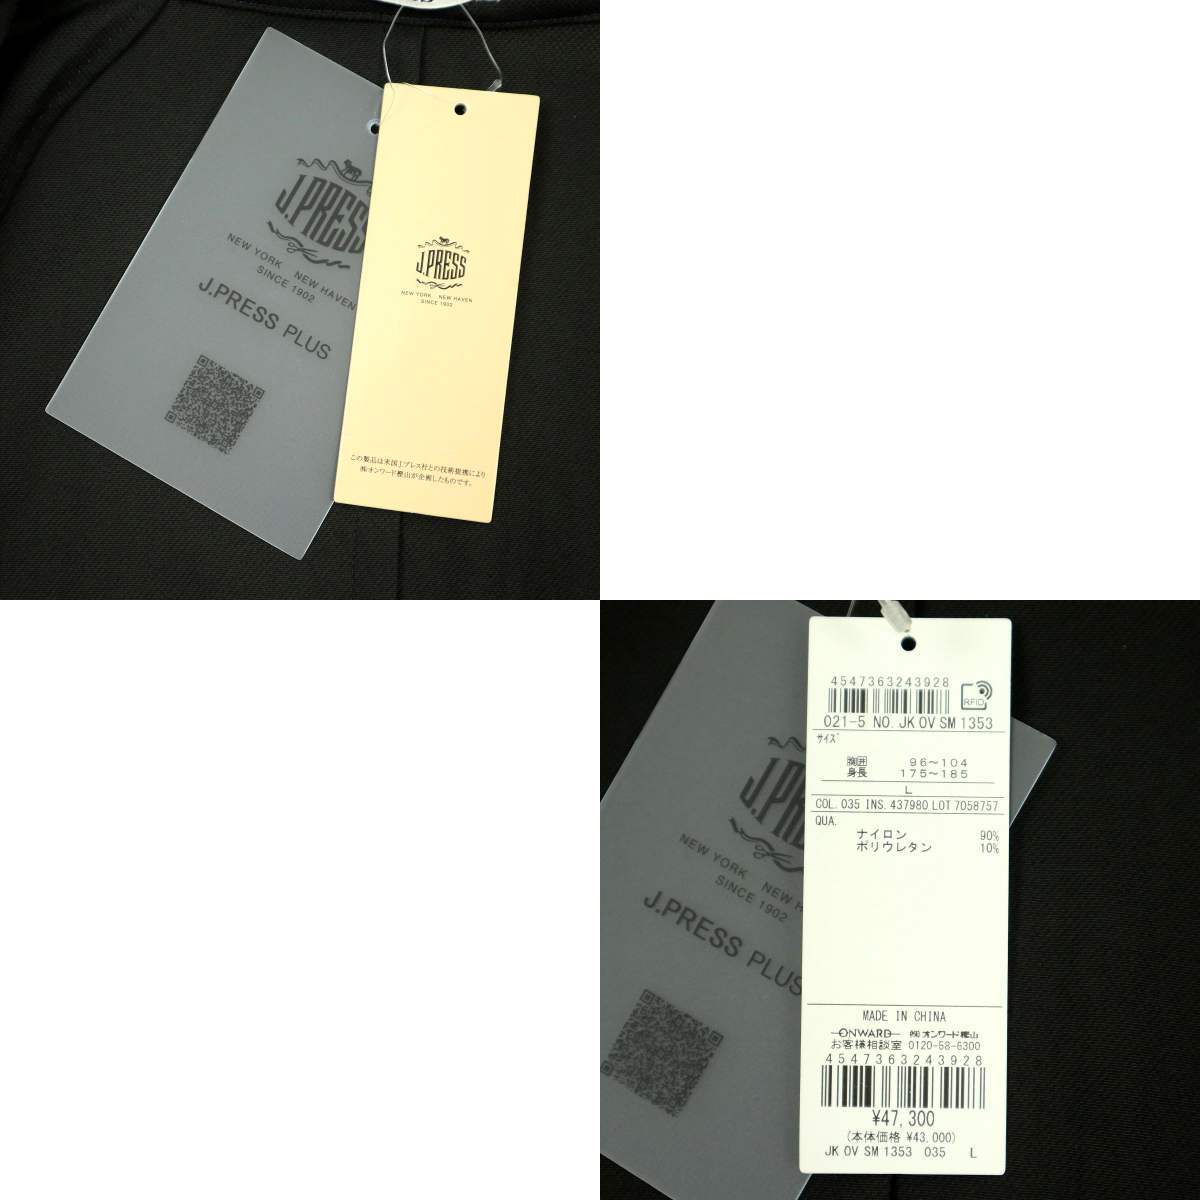 J.PRESS
NEW YORK NEW HAVEN
SINCE 1902
J.PRESS PLUS
J.PRESS
NEW YORK NEW HAVEN
SINCE 1902
この製品は米国J.プレス社との技術提携により
㈱オンワード樫山が企画したものです。
J.PRESS
NEW YORK NEW H
SINCE 1902
J.PRESS PLUS
4547363243928
RFID
021-5 NO. JK OV SM 1353
サイズ
胸囲 96～104
身長 175～185
L
COL. 035 INS. 437980 LOT 7058757
QUA.
ナイロン 90%
ポリウレタン 10%
MADE IN CHINA
ONWARD ㈱オンワード樫山
お客様相談室 0120-58-6300
4547363243928
¥47,300
(本体価格 ¥43,000)
JK OV SM 1353 035 L